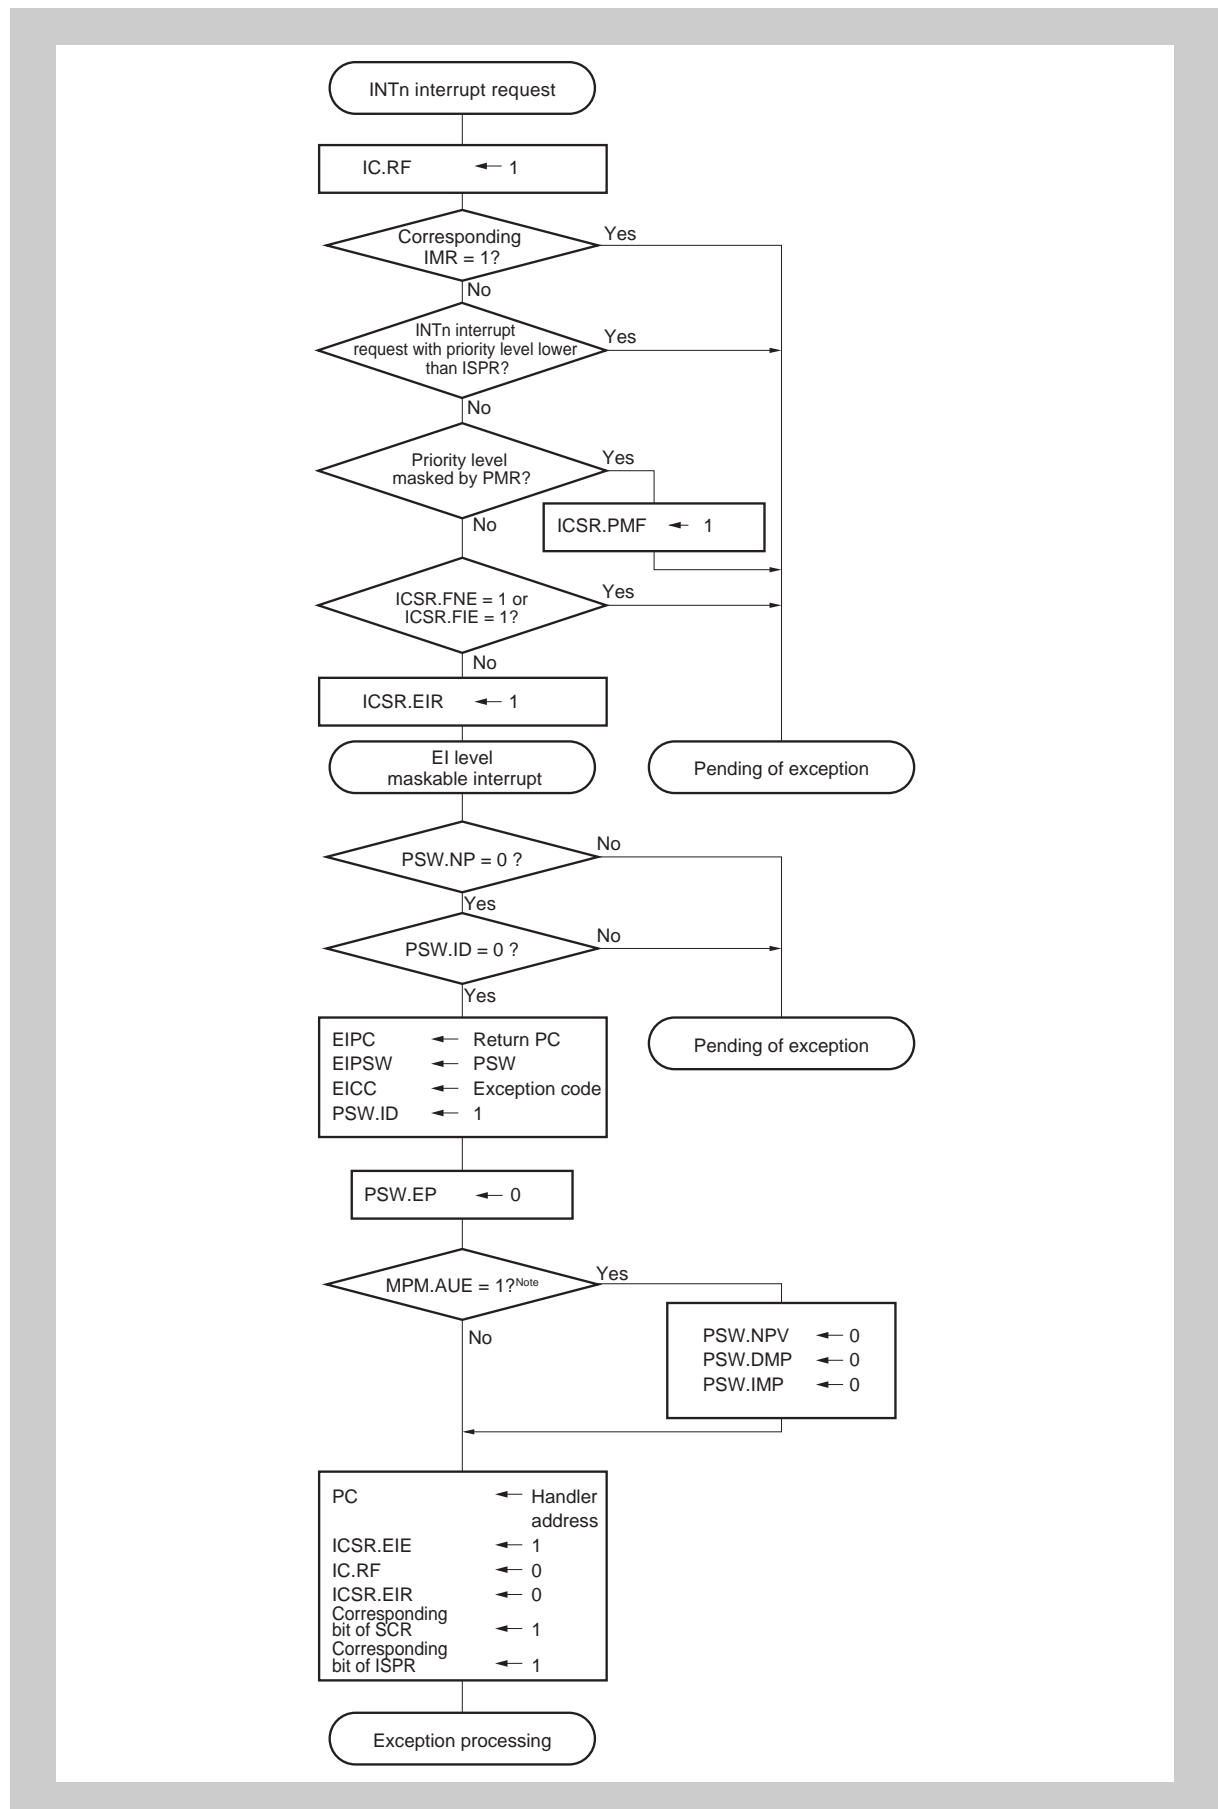 INTn interrupt request
IC.RF ← 1
Corresponding
IMR = 1?
Yes
No
INTn interrupt
request with priority level lower
than ISPR?
Yes
No
Priority level
masked by PMR?
Yes
No
ICSR.PMF ← 1
ICSR.FNE = 1 or
ICSR.FIE = 1?
Yes
No
ICSR.EIR ← 1
EI level
maskable interrupt
Pending of exception
PSW.NP = 0 ?
No
Yes
PSW.ID = 0 ?
No
Yes
EIPC ← Return PC
EIPSW ← PSW
EICC ← Exception code
PSW.ID ← 1
Pending of exception
PSW.EP ← 0
MPM.AUE = 1?Note
Yes
No
PSW.NPV ← 0
PSW.DMP ← 0
PSW.IMP ← 0
PC ← Handler
address
ICSR.EIE ← 1
IC.RF ← 0
ICSR.EIR ← 0
Corresponding
bit of SCR ← 1
Corresponding
bit of ISPR ← 1
Exception processing